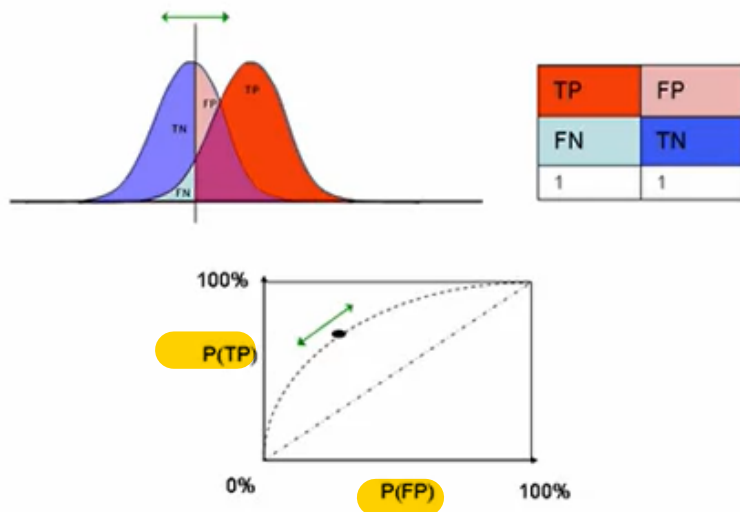 FP
TP
TN
FN
TP FP
FN TN
1 1
100%
P(TP)
0%
P(FP)
100%